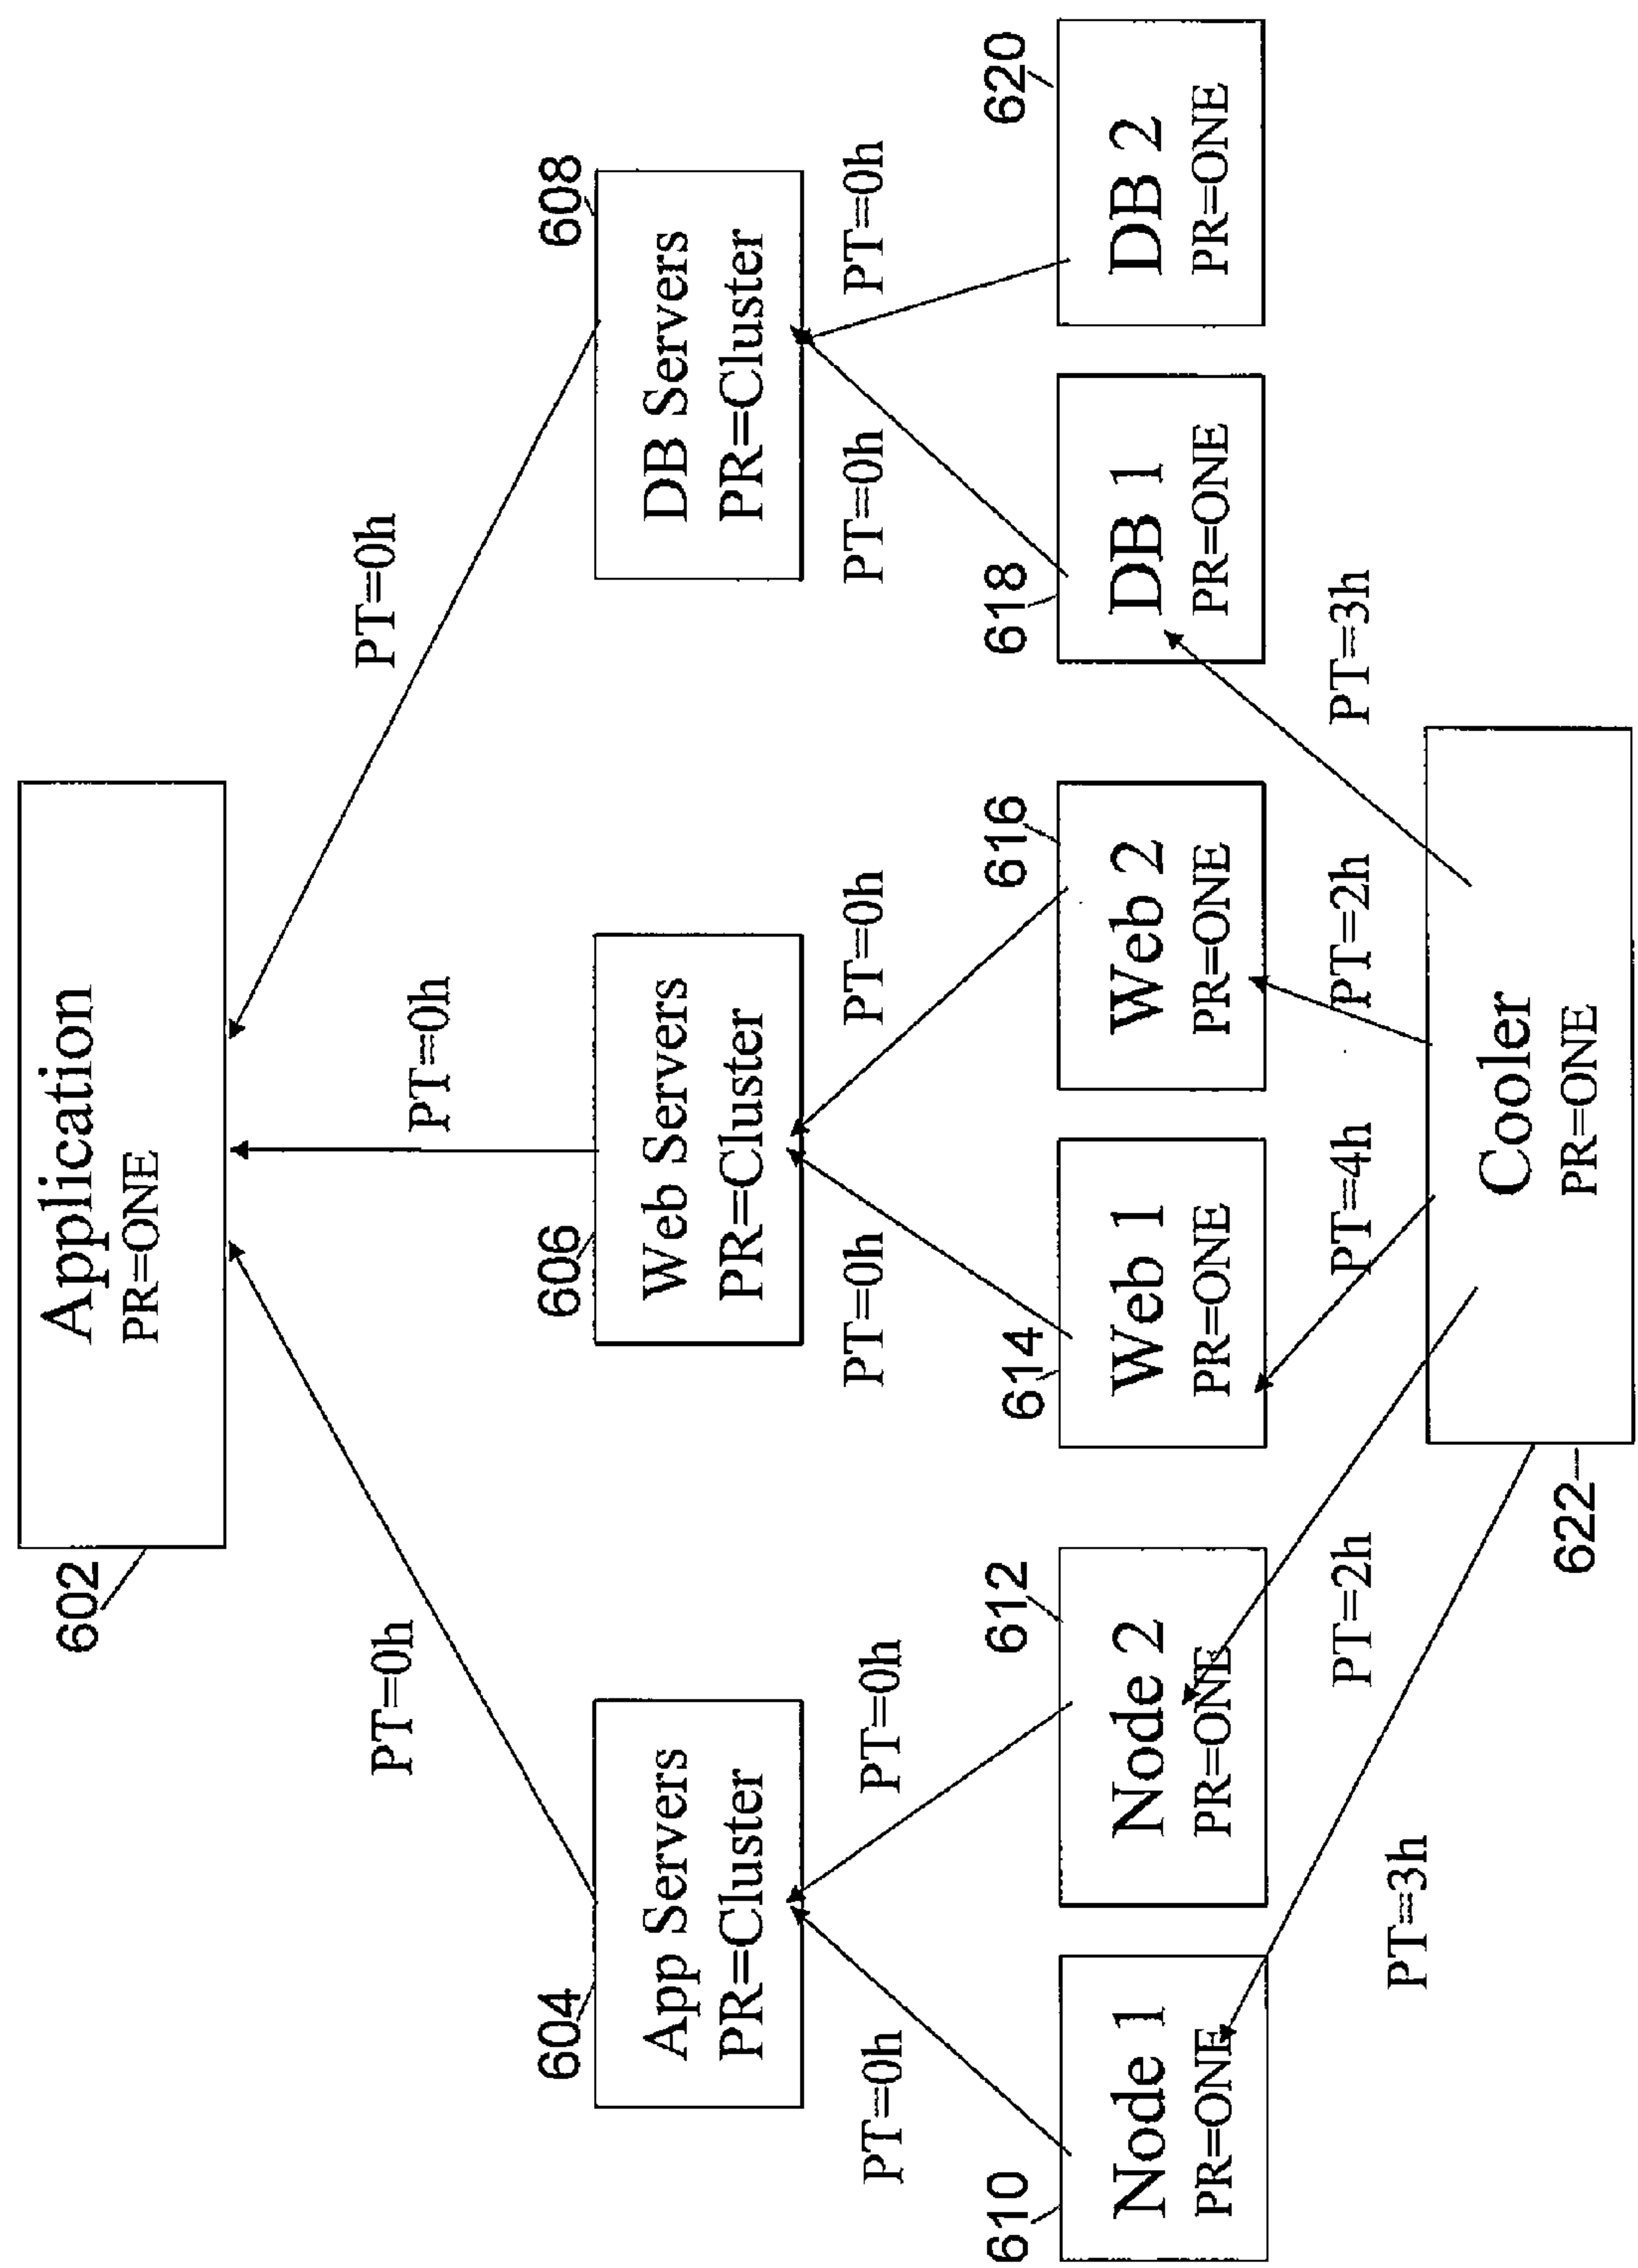 Application
PR=ONE
602
PT=0h
PT=0h
PT=0h
604
App Servers
PR=Cluster
606
Web Servers
PR=Cluster
608
DB Servers
PR=Cluster
PT=0h
PT=0h
PT=0h
PT=0h
PT=0h
PT=0h
610
Node 1
PR=ONE
612
Node 2
PR=ONE
614
Web 1
PR=ONE
616
Web 2
PR=ONE
618
DB 1
PR=ONE
620
DB 2
PR=ONE
PT=3h
PT=2h
PT=4h
PT=2h
PT=3h
622
Cooler
PR=ONE